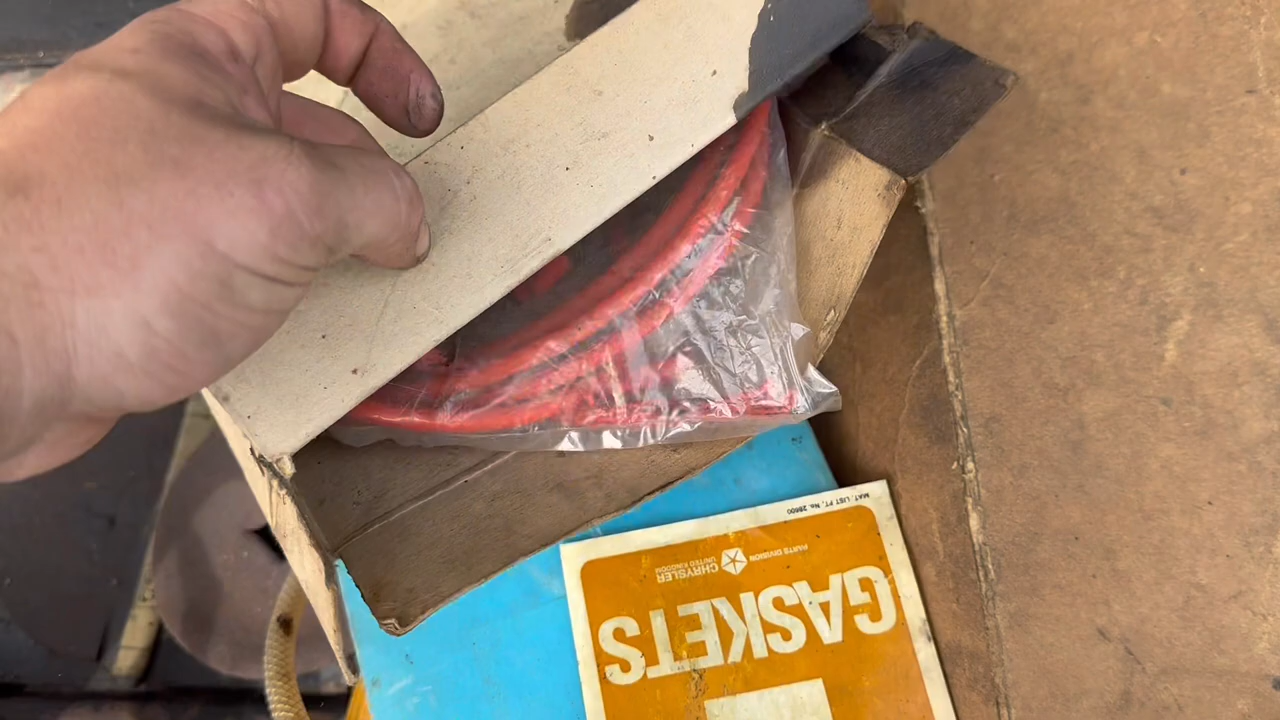 GASKETS
CHRYSLER
UNITED KINGDOM
PARTS DIVISION
MAT. LIST PT. No. 28600